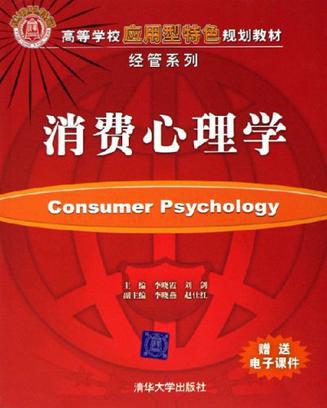 高等学校应用型特色规划教材
经管系列
消费心理学
Consumer Psychology
主 编 李晓霞 刘 剑
副主编 李晓燕 赵仕红
赠 送
电子课件
清华大学出版社